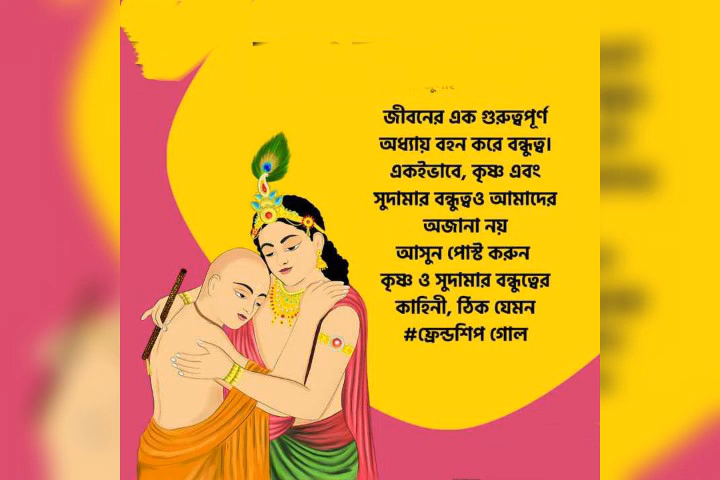 জীবনের এক গুরুত্বপূর্ণ
অধ্যায় বহন করে বন্ধুত্ব।
একইভাবে, কৃষ্ণ এবং
সুদামার বন্ধুত্বও আমাদের
অজানা নয়
আসুন পোস্ট করুন
কৃষ্ণ ও সুদামার বন্ধুত্বের
কাহিনী, ঠিক যেমন
#ফ্রেন্ডশিপ গোল